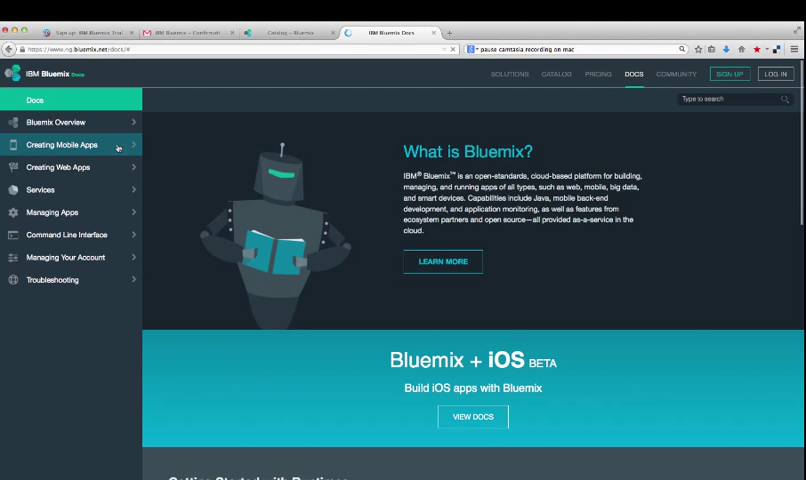 Sign up: IBM Bluemix Trial
IBM Bluemix - Confirmati...
Catalog - Bluemix
IBM Bluemix Docs
https://www.ng.bluemix.net/docs/#
pause camtasia recording on mac
IBM Bluemix Docs
SOLUTIONS
CATALOG
PRICING
DOCS
COMMUNITY
SIGN UP
LOG IN
Docs
Type to search
Bluemix Overview
Creating Mobile Apps
Creating Web Apps
Services
Managing Apps
Command Line Interface
Managing Your Account
Troubleshooting
What is Bluemix?
IBM® Bluemix™ is an open-standards, cloud-based platform for building,
managing, and running apps of all types, such as web, mobile, big data,
and smart devices. Capabilities include Java, mobile back-end
development, and application monitoring, as well as features from
ecosystem partners and open source—all provided as-a-service in the
cloud.
LEARN MORE
Bluemix + iOS BETA
Build iOS apps with Bluemix
VIEW DOCS
Getting Started with Runtimes